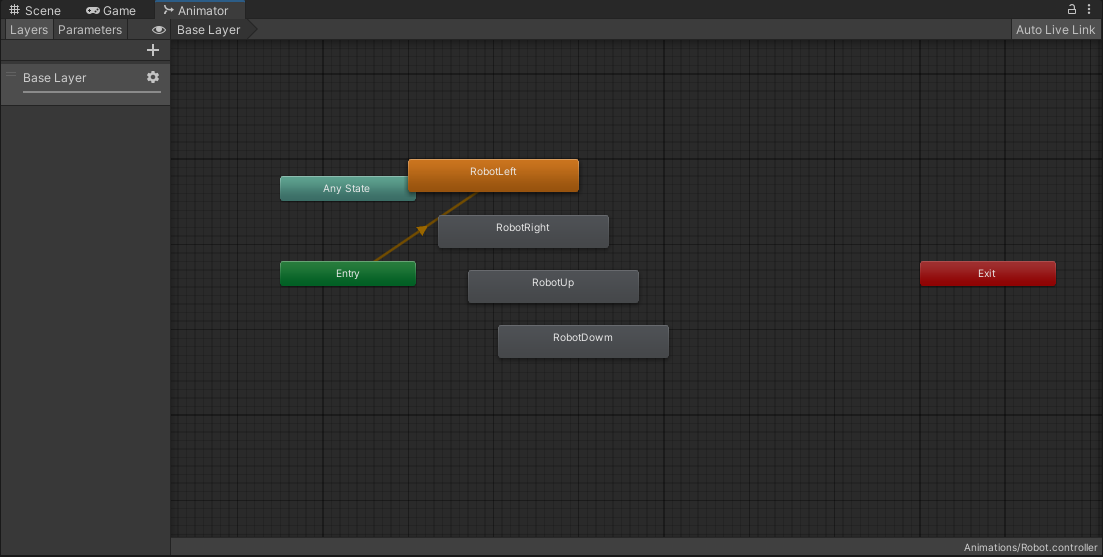 Scene Game Animator
Layers Parameters Base Layer Auto Live Link
Base Layer
RobotLeft
Any State
RobotRight
Entry
Exit
RobotUp
RobotDowm
Animations/Robot.controller